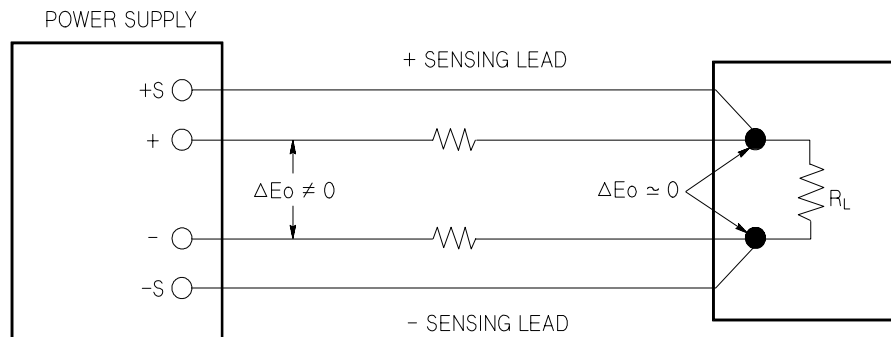 POWER SUPPLY
+ SENSING LEAD
+S
+
ΔEo ≠ 0
ΔEo ≃ 0
RL
-
-S
- SENSING LEAD